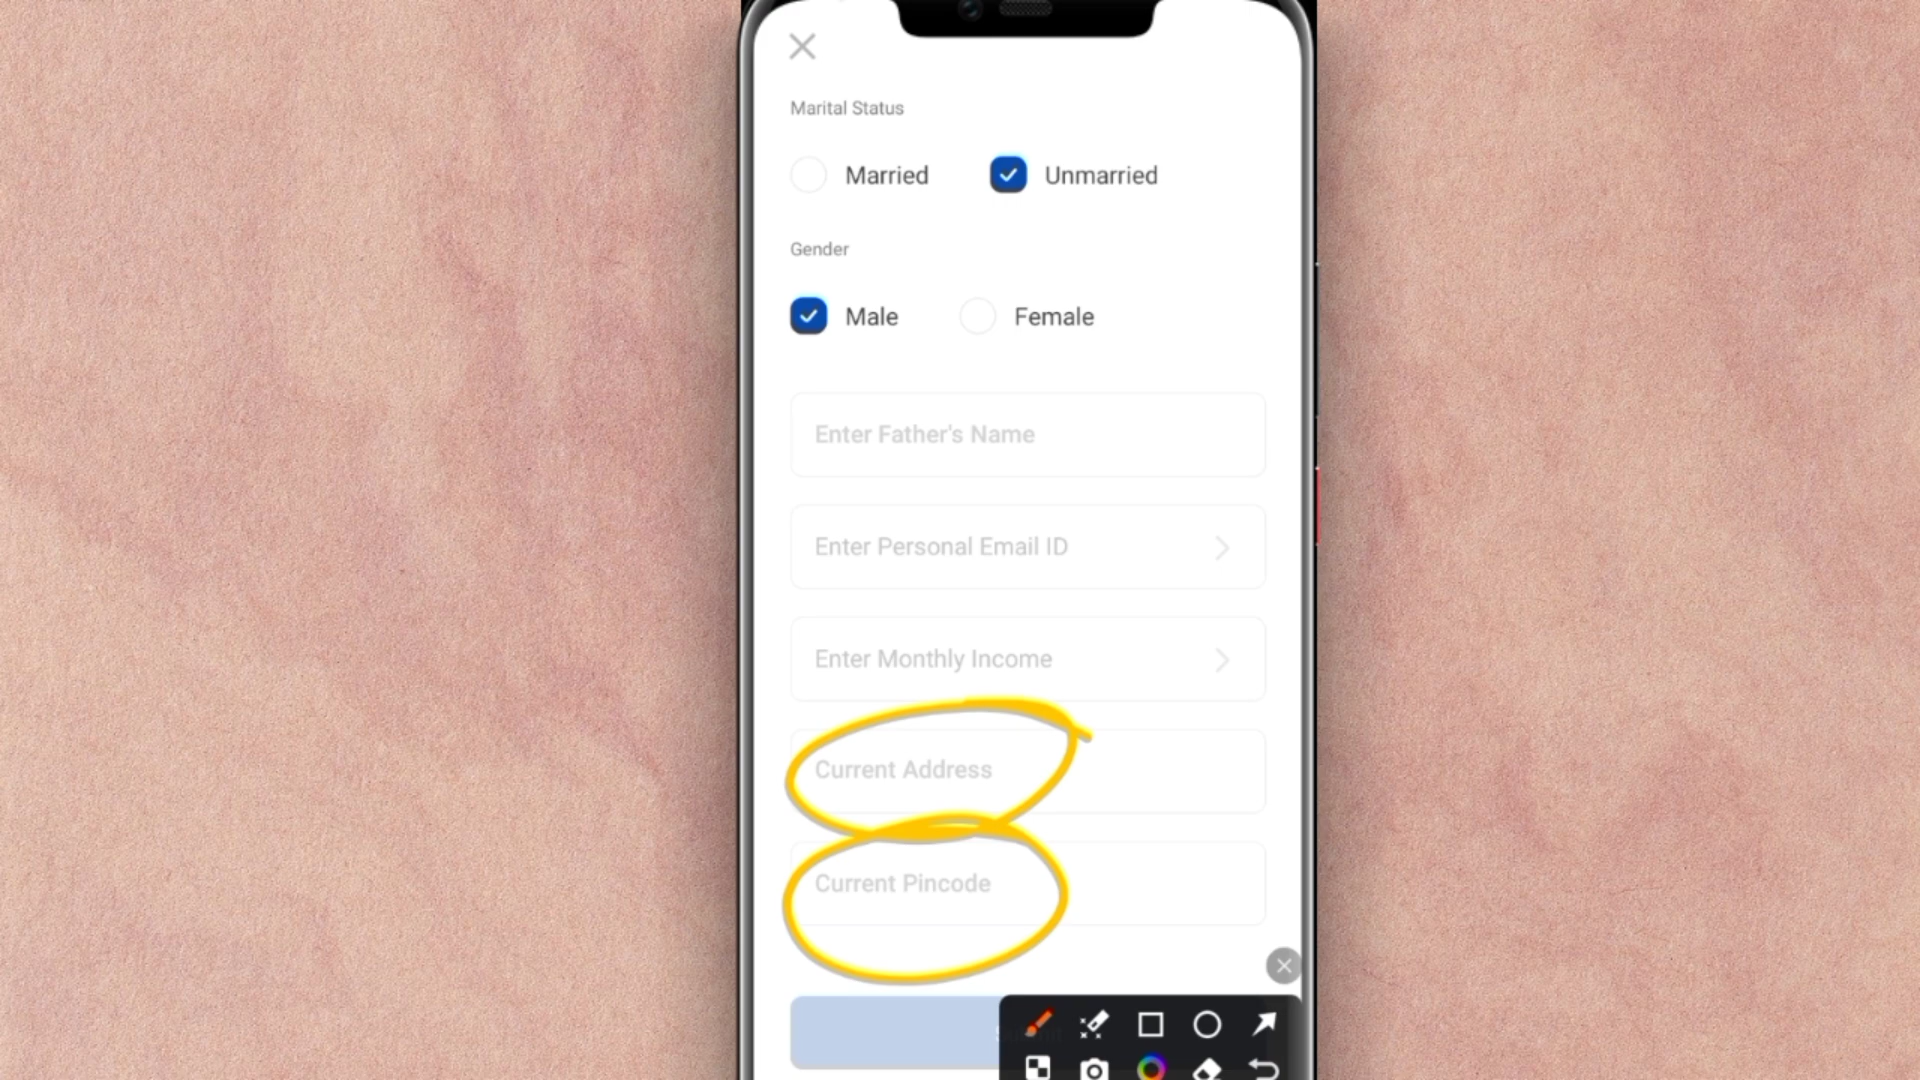 Marital Status
Married Unmarried
Gender
Male Female
Enter Father's Name
Enter Personal Email ID
Enter Monthly Income
Current Address
Current Pincode